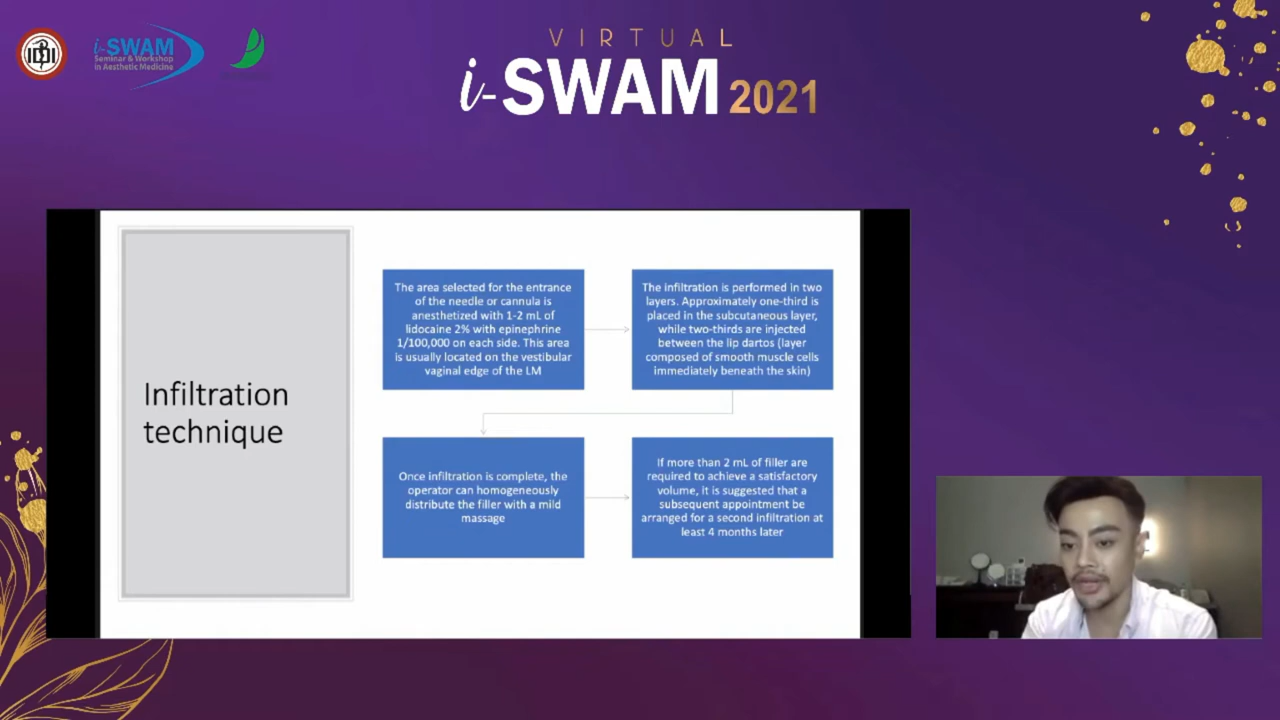 IDI
i-SWAM
Seminar & Workshop
in Aesthetic Medicine
VIRTUAL
i-SWAM 2021
Infiltration
technique
The area selected for the entrance
of the needle or cannula is
anesthetized with 1-2 mL of
lidocaine 2% with epinephrine
1/100,000 on each side. This area
is usually located on the vestibular
vaginal edge of the LM
The infiltration is performed in two
layers. Approximately one-third is
placed in the subcutaneous layer,
while two-thirds are injected
between the lip dartos (layer
composed of smooth muscle cells
immediately beneath the skin)
Once infiltration is complete, the
operator can homogeneously
distribute the filler with a mild
massage
If more than 2 mL of filler are
required to achieve a satisfactory
volume, it is suggested that a
subsequent appointment be
arranged for a second infiltration at
least 4 months later